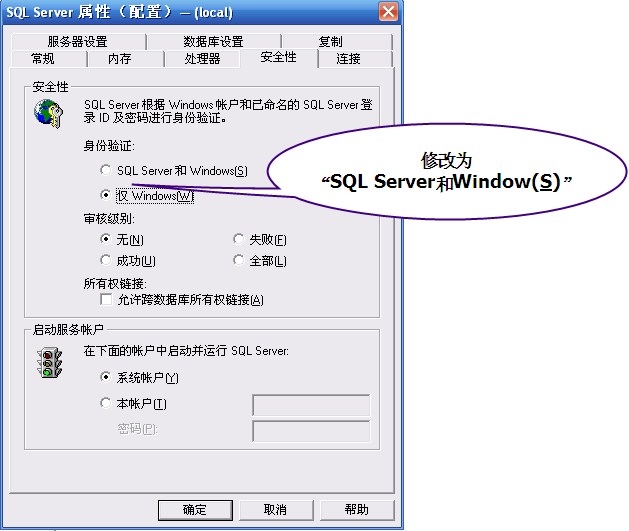 SQL Server 属性（配置）— (local)
服务器设置 数据库设置 复制
常规 内存 处理器 安全性 连接
安全性
SQL Server 根据 Windows 帐户和已命名的 SQL Server 登
录 ID 及密码进行身份验证。
身份验证:
SQL Server 和 Windows(S)
仅 Windows(W)
审核级别:
无(N) 失败(F)
成功(U) 全部(L)
所有权链接:
允许跨数据库所有权链接(A)
启动服务帐户
在下面的帐户中启动并运行 SQL Server:
系统帐户(Y)
本帐户(T)
密码(P):
确定 取消 帮助
修改为
“SQL Server和Window(S)”